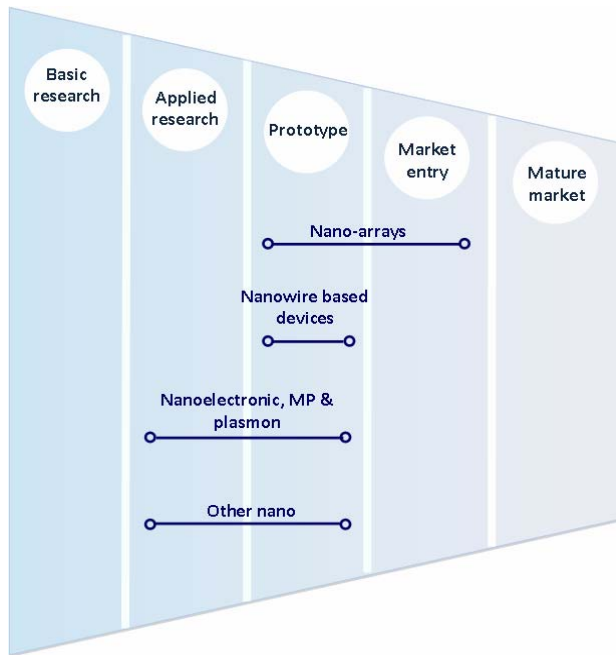 Basic
research
Applied
research
Prototype
Market
entry
Mature
market
Nano-arrays
Nanowire based
devices
Nanoelectronic, MP &
plasmon
Other nano